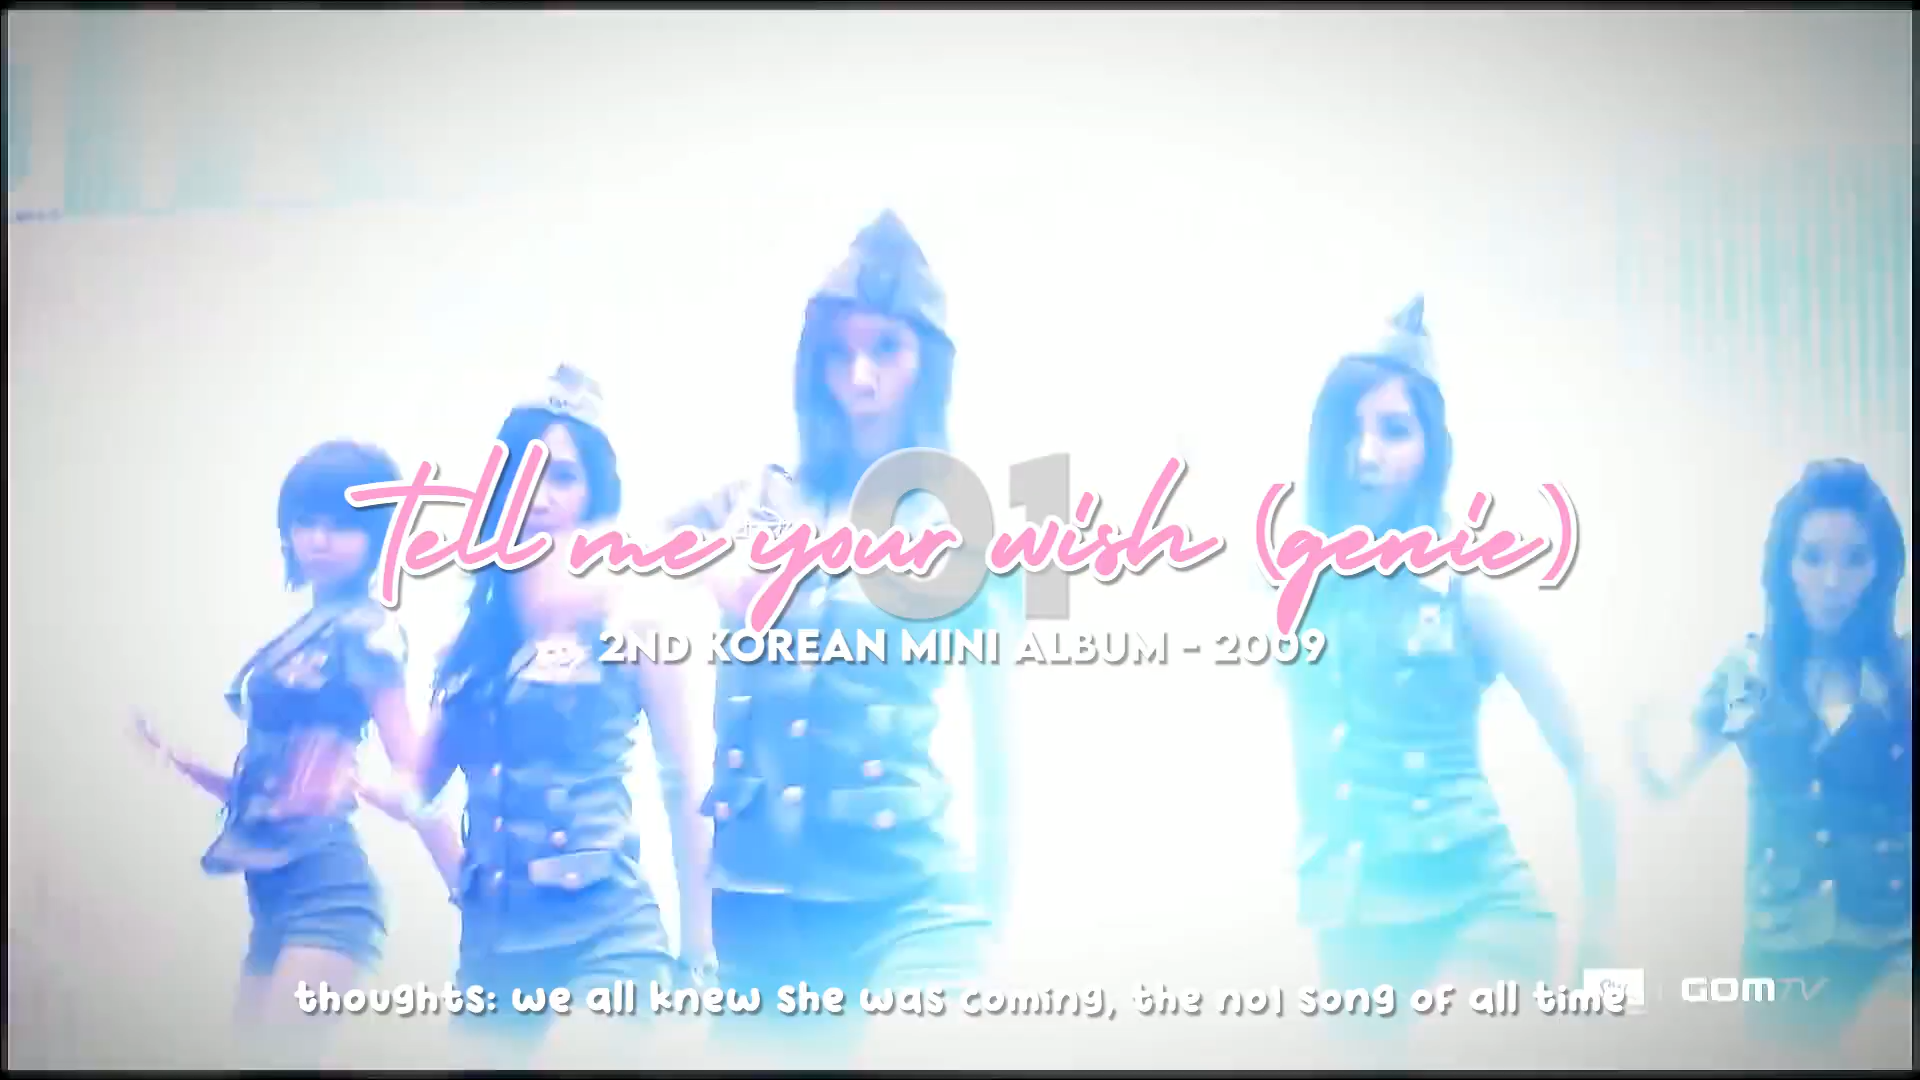 01
Tell me your wish (genie)
2ND KOREAN MINI ALBUM - 2009
thoughts: we all knew she was coming, the no1 song of all time
GOMTV